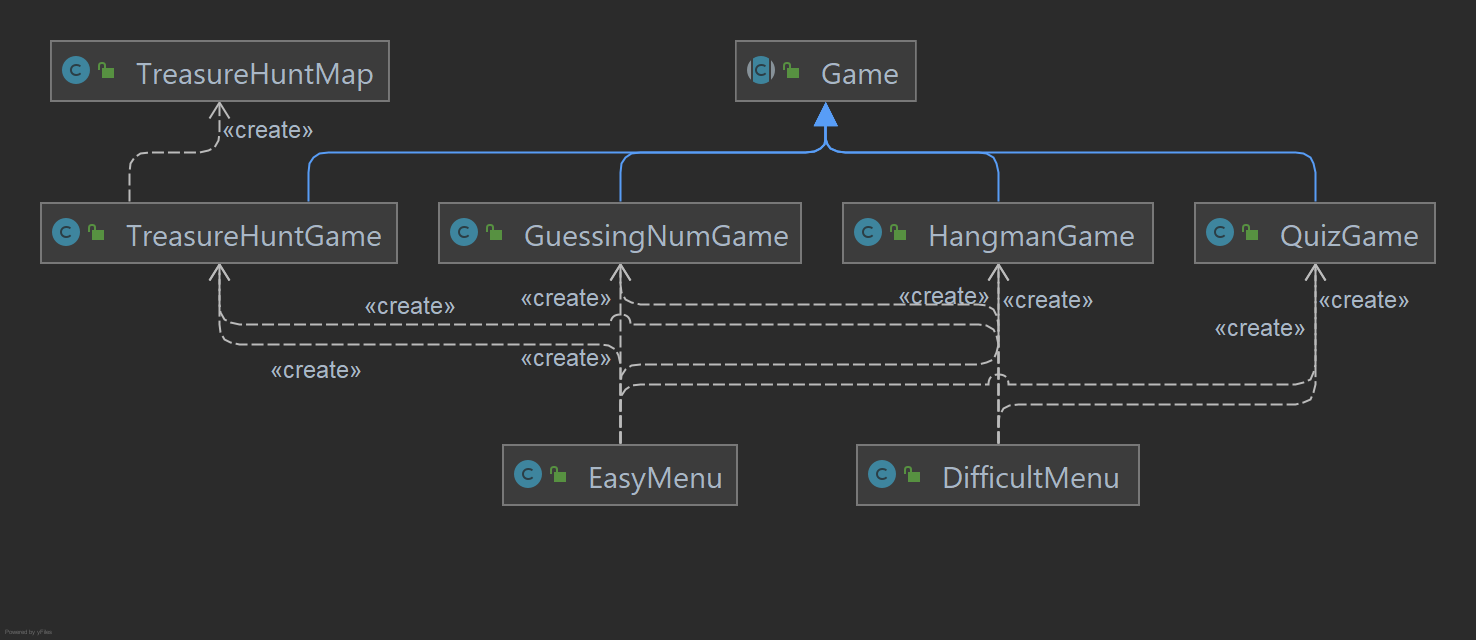 C TreasureHuntMap
C Game
«create»
C TreasureHuntGame
C GuessingNumGame
C HangmanGame
C QuizGame
«create»
«create»
«create»
«create»
«create»
«create»
«create»
«create»
C EasyMenu
C DifficultMenu
Powered by yFiles